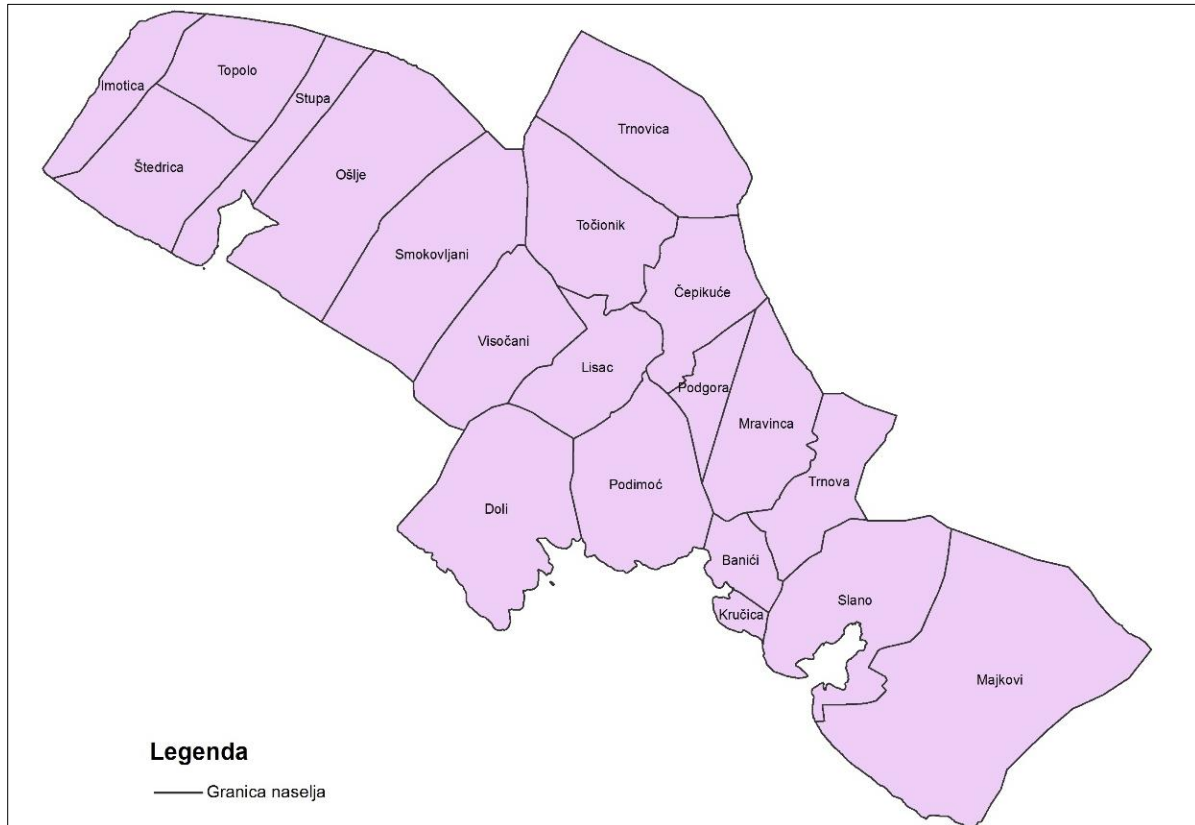 Imotica
Topolo
Stupa
Štedrica
Ošlje
Trnovica
Točionik
Smokovljani
Čepikuće
Visočani
Lisac
Podgora
Mravinca
Trnova
Podimoć
Doli
Banići
Slano
Kručica
Majkovi
Legenda
Granica naselja